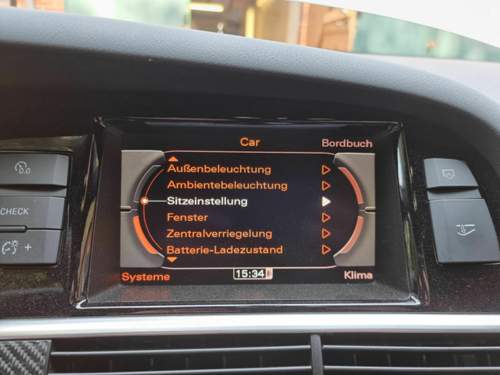 Car
Bordbuch
Außenbeleuchtung
Ambientebeleuchtung
Sitzeinstellung
Fenster
Zentralverriegelung
Batterie-Ladezustand
Systeme
15:34
Klima
CHECK
+